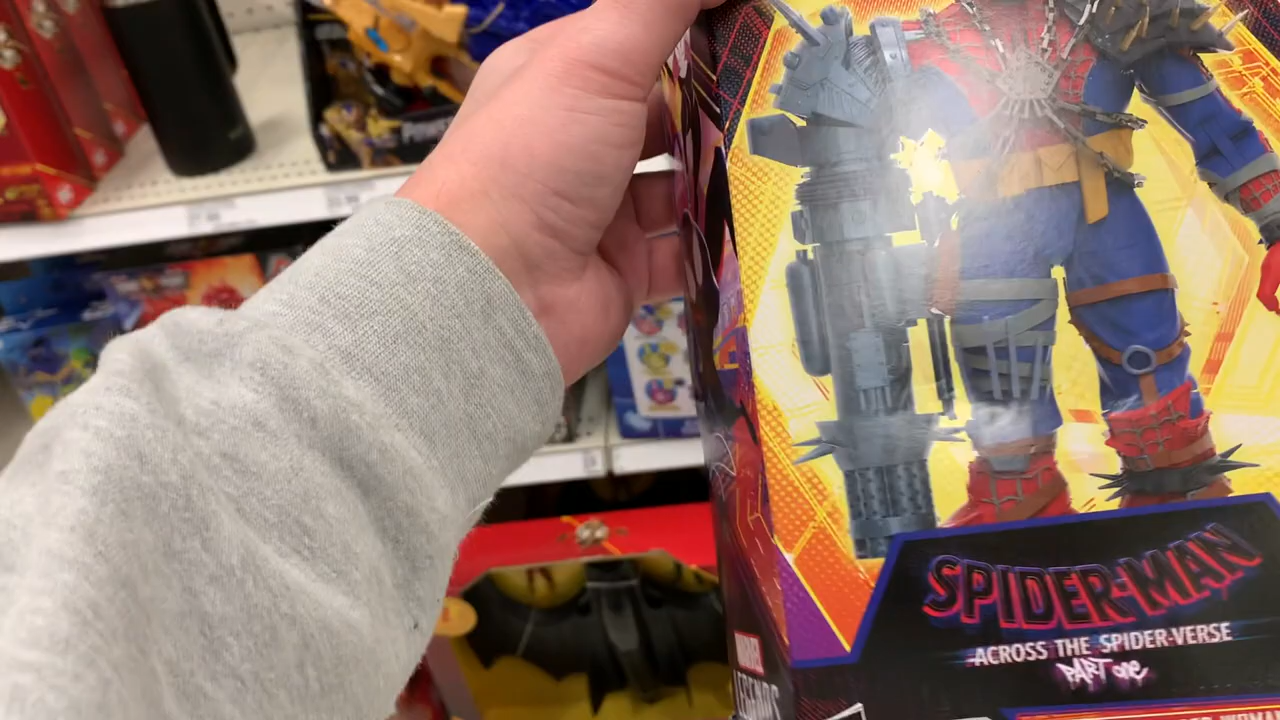 SPIDER-MAN
ACROSS THE SPIDER-VERSE
PART one
MARVEL
LEGENDS